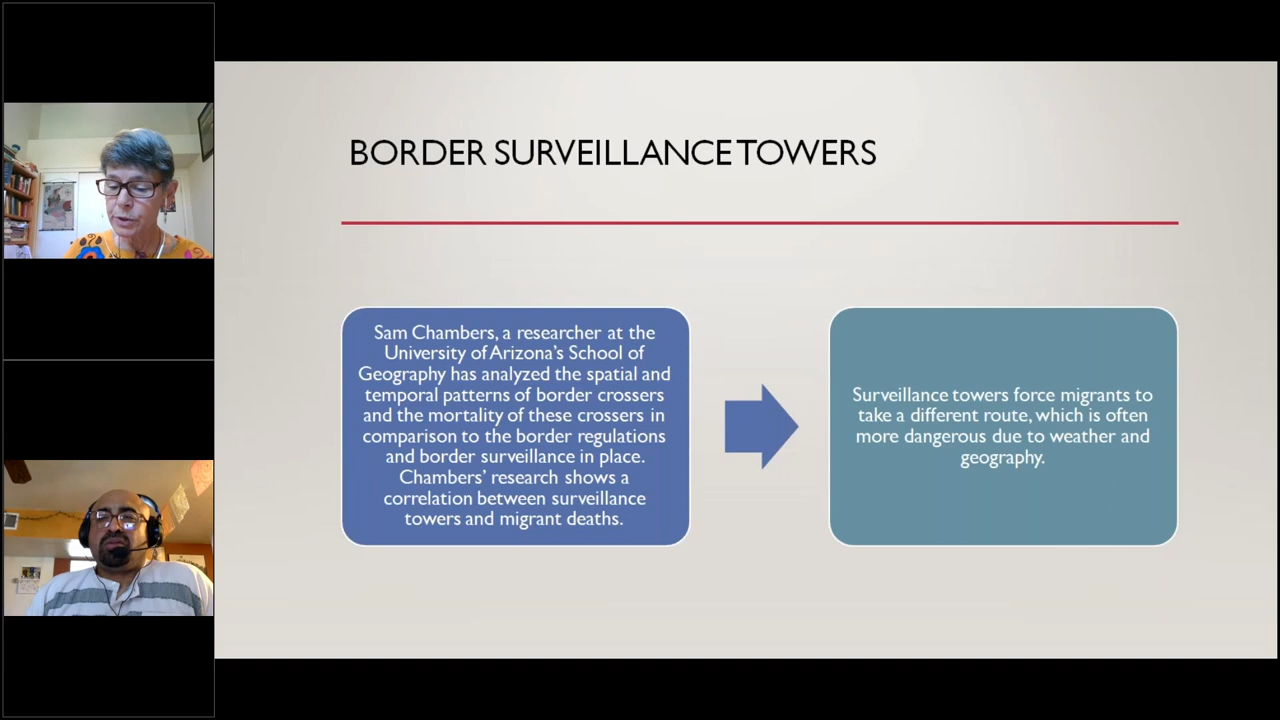 BORDER SURVEILLANCE TOWERS
Sam Chambers, a researcher at the
University of Arizona's School of
Geography has analyzed the spatial and
temporal patterns of border crossers
and the mortality of these crossers in
comparison to the border regulations
and border surveillance in place.
Chambers' research shows a
correlation between surveillance
towers and migrant deaths.
Surveillance towers force migrants to
take a different route, which is often
more dangerous due to weather and
geography.